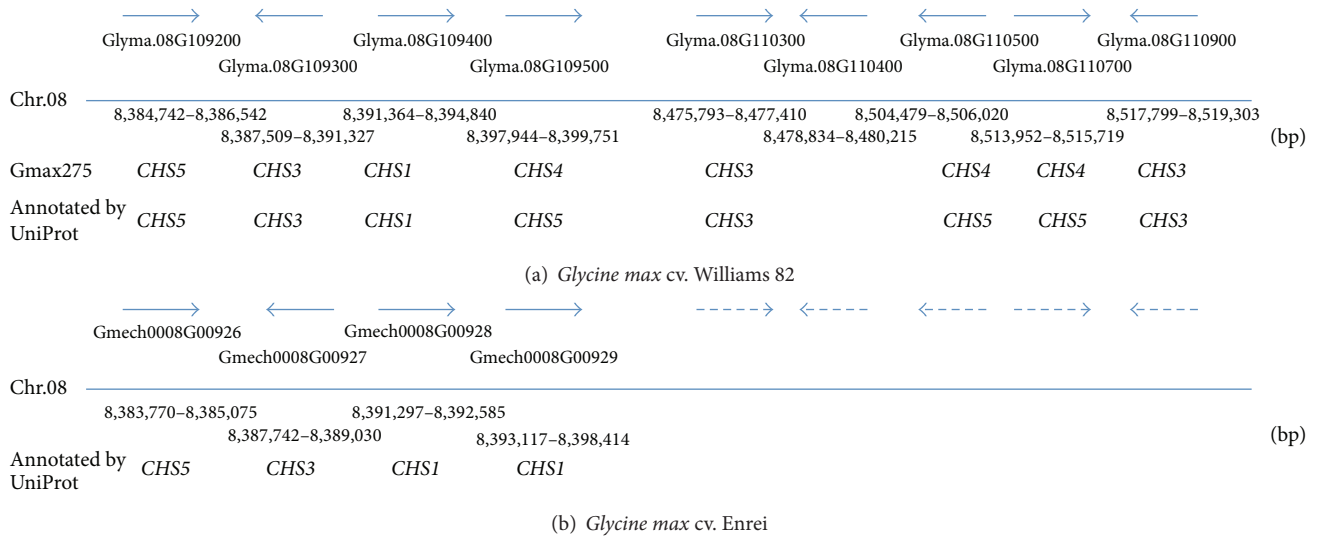 Glyma.08G109200 Glyma.08G109400 Glyma.08G110300 Glyma.08G110500 Glyma.08G110900
Glyma.08G109300 Glyma.08G109500 Glyma.08G110400 Glyma.08G110700
Chr.08
8,384,742–8,386,542 8,391,364–8,394,840 8,475,793–8,477,410 8,504,479–8,506,020 8,517,799–8,519,303
8,387,509–8,391,327 8,397,944–8,399,751 8,478,834–8,480,215 8,513,952–8,515,719 (bp)
Gmax275 CHS5 CHS3 CHS1 CHS4 CHS3 CHS4 CHS4 CHS3
Annotated by
UniProt CHS5 CHS3 CHS1 CHS5 CHS3 CHS5 CHS5 CHS3
(a) Glycine max cv. Williams 82
Gmech0008G00926 Gmech0008G00928
Gmech0008G00927 Gmech0008G00929
Chr.08
8,383,770–8,385,075 8,391,297–8,392,585
8,387,742–8,389,030 8,393,117–8,398,414 (bp)
Annotated by
UniProt CHS5 CHS3 CHS1 CHS1
(b) Glycine max cv. Enrei